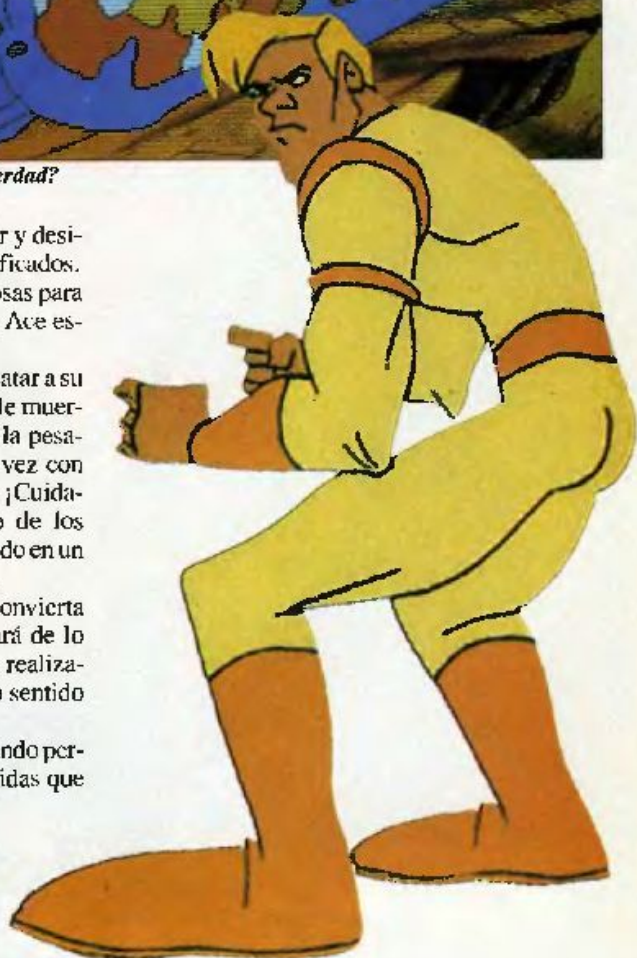 erdad?
r y desi-
ficados.
osas para
Ace es-
atar a su
le muer-
la pesa-
vez con
¡Cuida-
o de los
do en un
onvierta
ará de lo
realiza-
o sentido
ndo per-
idas que